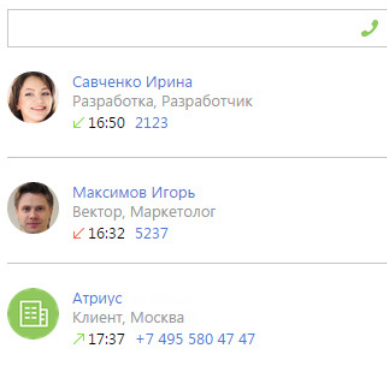 Савченко Ирина
Разработка, Разработчик
16:50 2123
Максимов Игорь
Вектор, Маркетолог
16:32 5237
Атриус
Клиент, Москва
17:37 +7 495 580 47 47